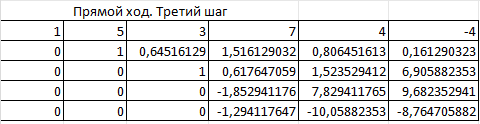 Прямой ход. Третий шаг
1 5 3 7 4 -4
0 1 0,64516129 1,516129032 0,806451613 0,161290323
0 0 1 0,617647059 1,523529412 6,905882353
0 0 0 -1,852941176 7,829411765 9,682352941
0 0 0 -1,294117647 -10,05882353 -8,764705882